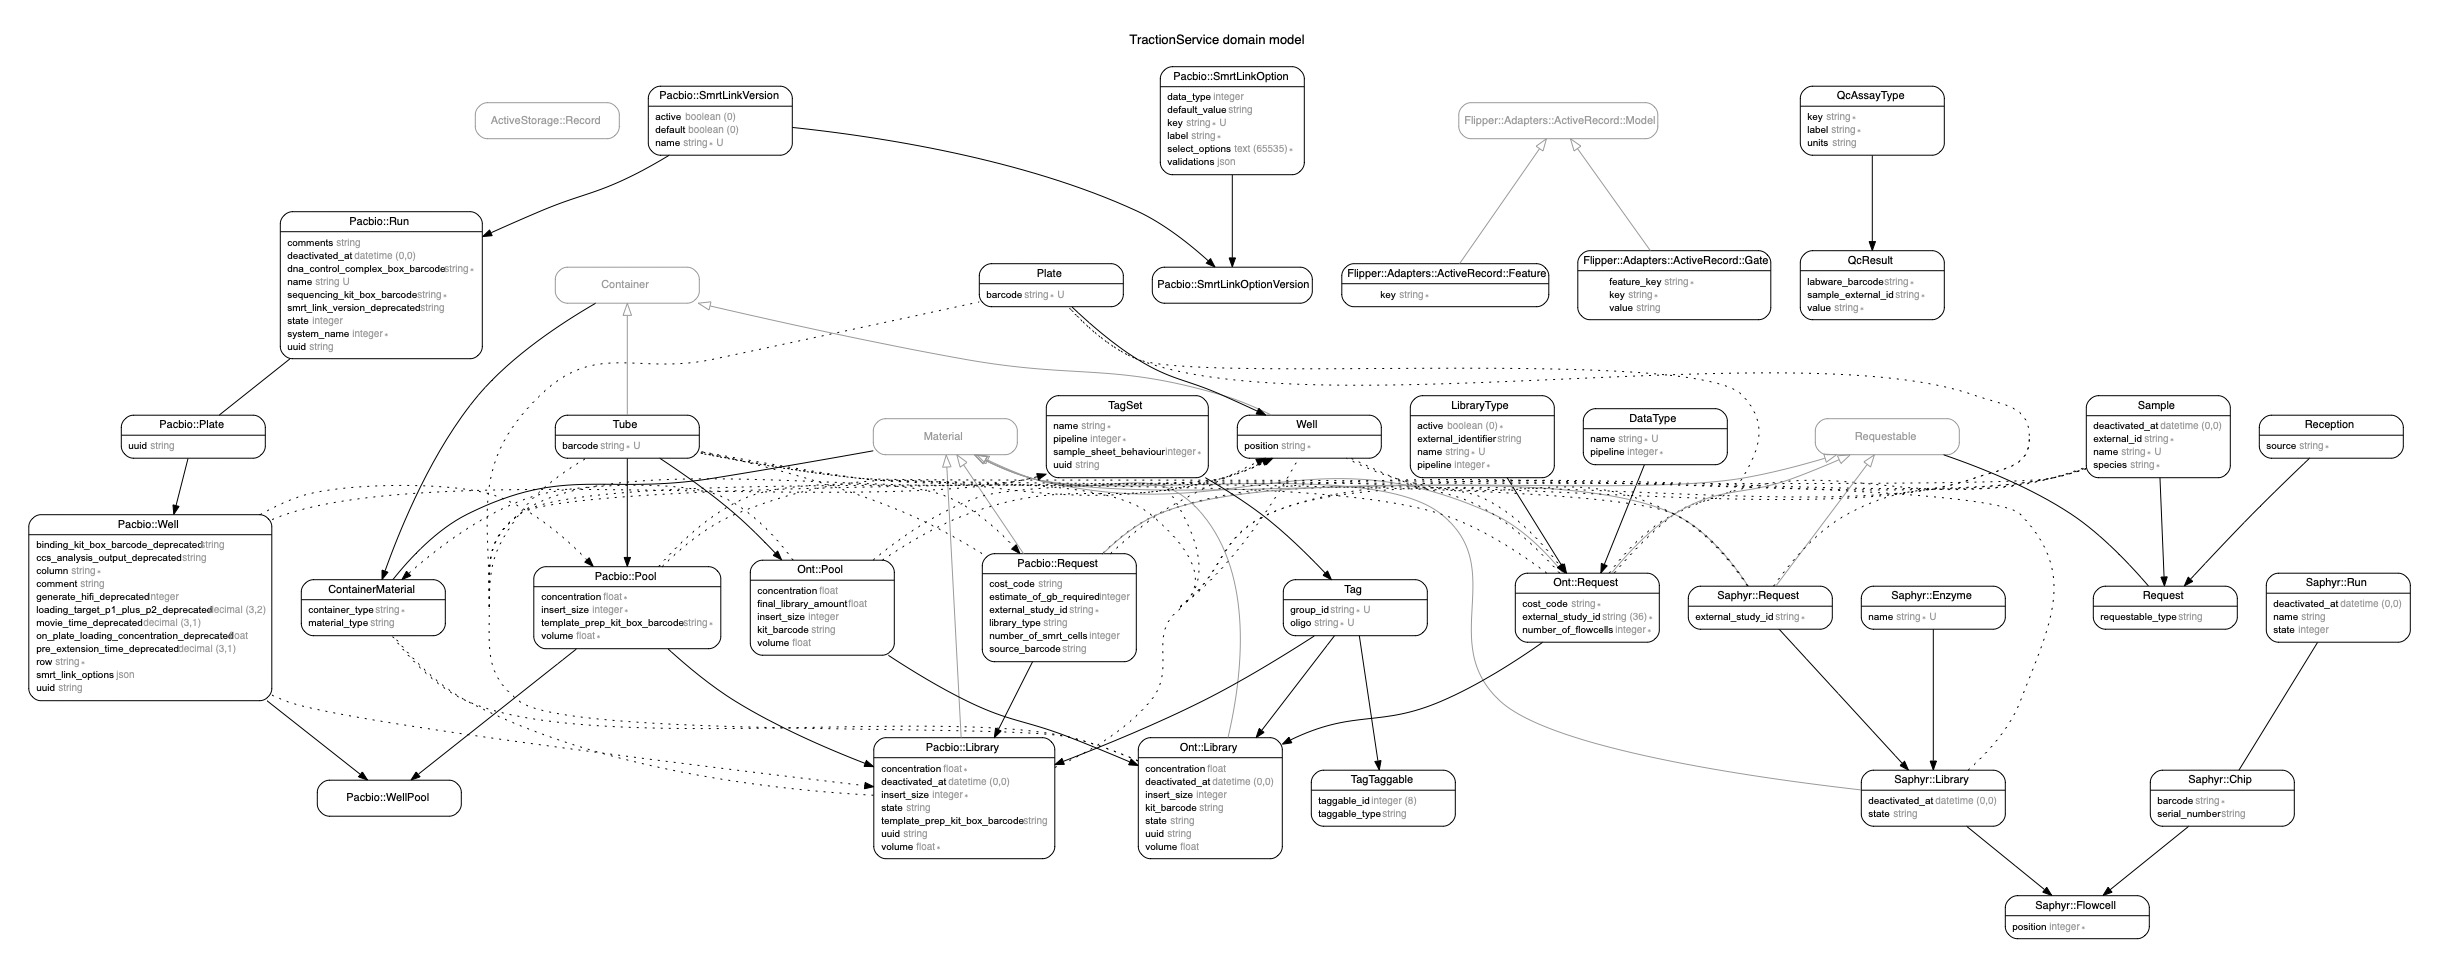 TractionService domain model
ActiveStorage::Record
Pacbio::SmrtLinkVersion
active boolean (0)
default boolean (0)
name string ∗ U
Pacbio::SmrtLinkOption
data_type integer
default_value string
key string ∗ U
label string ∗
select_options text (65535) ∗
validations json
Flipper::Adapters::ActiveRecord::Model
QcAssayType
key string ∗
label string ∗
units string
Pacbio::Run
comments string
deactivated_at datetime (0,0)
dna_control_complex_box_barcode string ∗
name string U
sequencing_kit_box_barcode string ∗
smrt_link_version_deprecated string
state integer
system_name integer ∗
uuid string
Container
Plate
barcode string ∗ U
Pacbio::SmrtLinkOptionVersion
Flipper::Adapters::ActiveRecord::Feature
key string ∗
Flipper::Adapters::ActiveRecord::Gate
feature_key string ∗
key string ∗
value string
QcResult
labware_barcode string ∗
sample_external_id string ∗
value string ∗
Pacbio::Plate
uuid string
Tube
barcode string ∗ U
Material
TagSet
name string ∗
pipeline integer ∗
sample_sheet_behaviour integer ∗
uuid string
Well
position string ∗
LibraryType
active boolean (0) ∗
external_identifier string
name string ∗ U
pipeline integer ∗
DataType
name string ∗ U
pipeline integer ∗
Requestable
Sample
deactivated_at datetime (0,0)
external_id string ∗
name string ∗ U
species string ∗
Reception
source string ∗
Pacbio::Well
binding_kit_box_barcode_deprecated string
ccs_analysis_output_deprecated string
column string ∗
comment string
generate_hifi_deprecated integer
loading_target_p1_plus_p2_deprecated decimal (3,2)
movie_time_deprecated decimal (3,1)
on_plate_loading_concentration_deprecated float
pre_extension_time_deprecated decimal (3,1)
row string ∗
smrt_link_options json
uuid string
ContainerMaterial
container_type string ∗
material_type string
Pacbio::Pool
concentration float ∗
insert_size integer ∗
template_prep_kit_box_barcode string ∗
volume float ∗
Ont::Pool
concentration float
final_library_amount float
insert_size integer
kit_barcode string
volume float
Pacbio::Request
cost_code string
estimate_of_gb_required integer
external_study_id string ∗
library_type string
number_of_smrt_cells integer
source_barcode string
Tag
group_id string ∗ U
oligo string ∗ U
Ont::Request
cost_code string ∗
external_study_id string (36) ∗
number_of_flowcells integer ∗
Saphyr::Request
external_study_id string ∗
Saphyr::Enzyme
name string ∗ U
Request
requestable_type string
Saphyr::Run
deactivated_at datetime (0,0)
name string
state integer
Pacbio::WellPool
Pacbio::Library
concentration float ∗
deactivated_at datetime (0,0)
insert_size integer ∗
state string
template_prep_kit_box_barcode string
uuid string
volume float ∗
Ont::Library
concentration float
deactivated_at datetime (0,0)
insert_size integer
kit_barcode string
state string
uuid string
volume float
TagTaggable
taggable_id integer (8)
taggable_type string
Saphyr::Library
deactivated_at datetime (0,0)
state string
Saphyr::Chip
barcode string ∗
serial_number string
Saphyr::Flowcell
position integer ∗